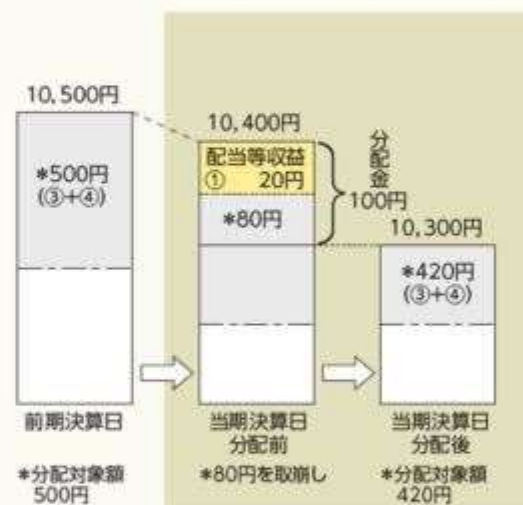 10,500円
*500円
(③+④)
前期決算日
*分配対象額
500円
10,400円
配当等収益
① 20円
*80円
分配金
100円
当期決算日
分配前
*80円を取崩し
10,300円
*420円
(③+④)
当期決算日
分配後
*分配対象額
420円